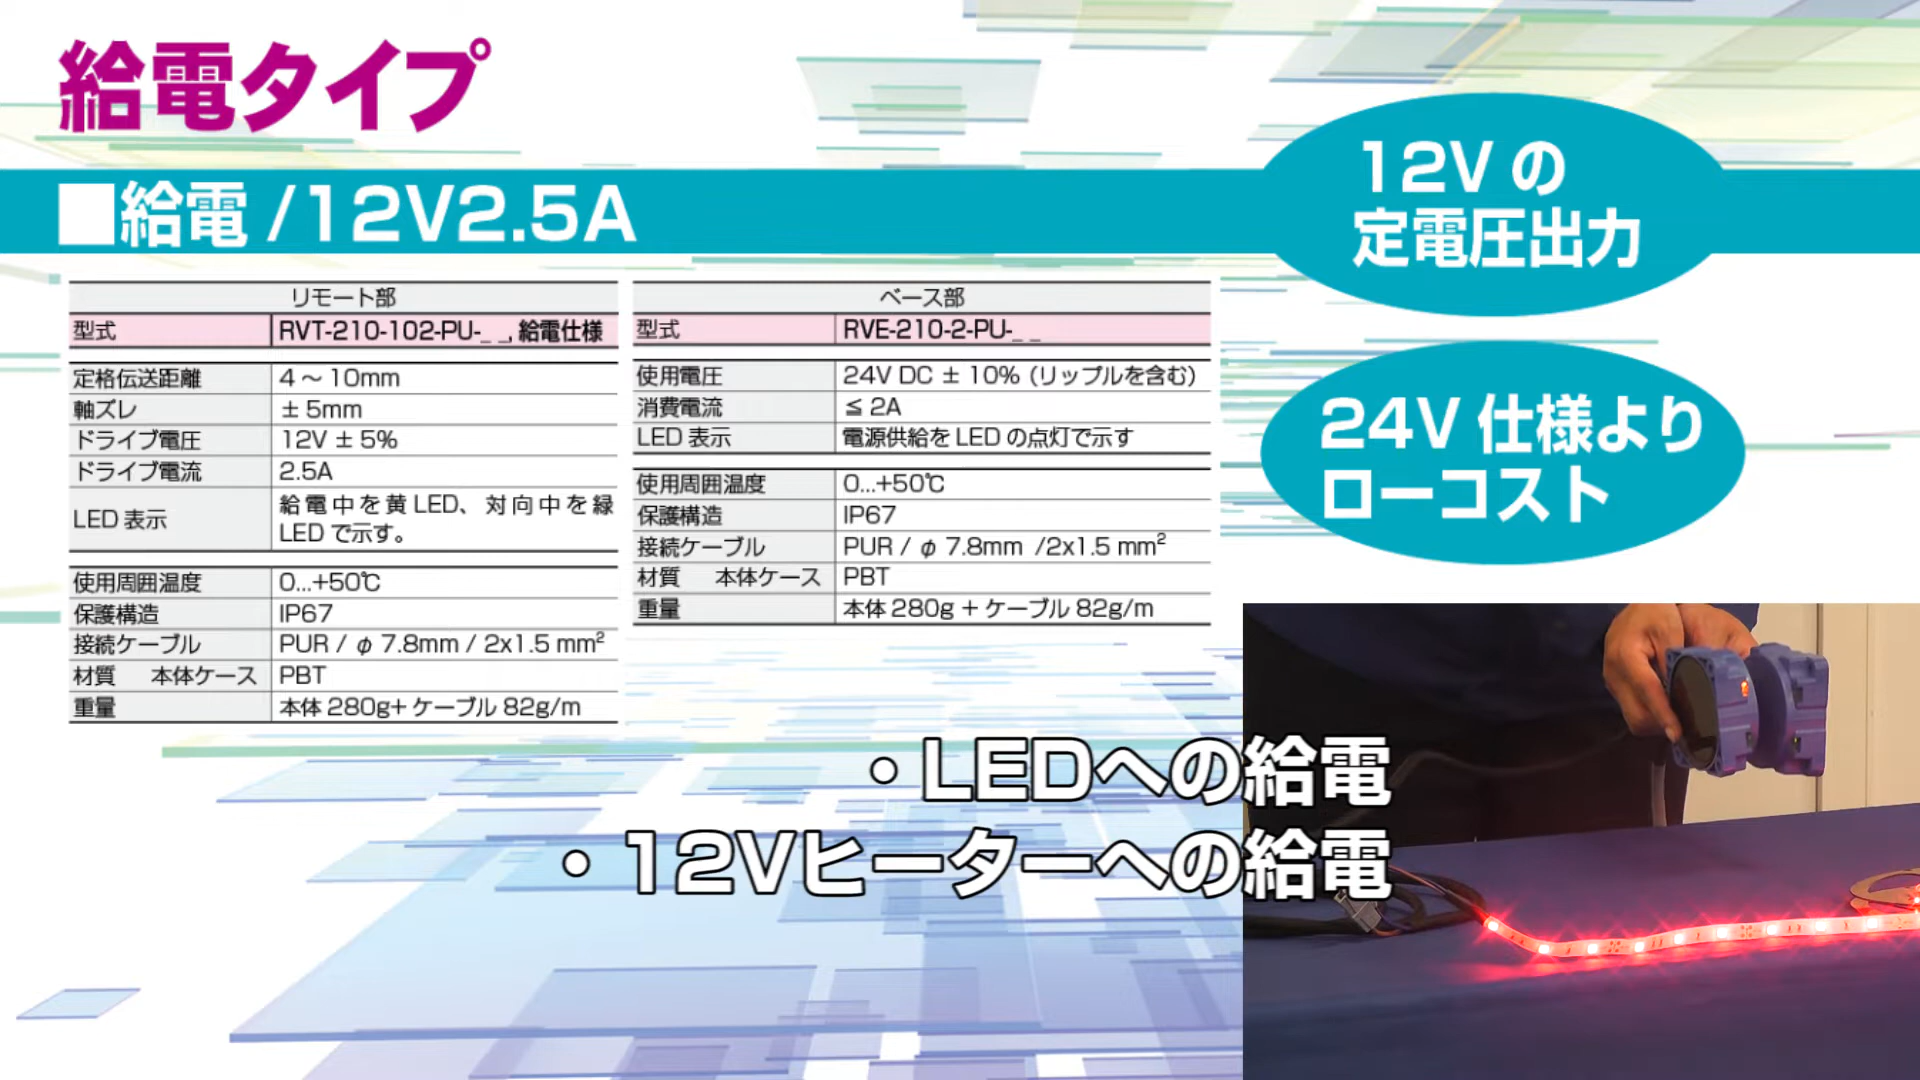 給電タイプ
■給電 /12V2.5A
12V の
定電圧出力
24V 仕様より
ローコスト
リモート部
型式 RVT-210-102-PU-_ _, 給電仕様
定格伝送距離 4 ～ 10mm
軸ズレ ± 5mm
ドライブ電圧 12V ± 5%
ドライブ電流 2.5A
LED 表示 給電中を黄 LED、対向中を緑
LED で示す。
使用周囲温度 0...+50℃
保護構造 IP67
接続ケーブル PUR / φ 7.8mm / 2x1.5 mm²
材質 本体ケース PBT
重量 本体 280g+ ケーブル 82g/m
ベース部
型式 RVE-210-2-PU-_ _
使用電圧 24V DC ± 10% (リップルを含む)
消費電流 ≦ 2A
LED 表示 電源供給を LED の点灯で示す
使用周囲温度 0...+50℃
保護構造 IP67
接続ケーブル PUR / φ 7.8mm /2x1.5 mm²
材質 本体ケース PBT
重量 本体 280g + ケーブル 82g/m
・LEDへの給電
・12Vヒーターへの給電